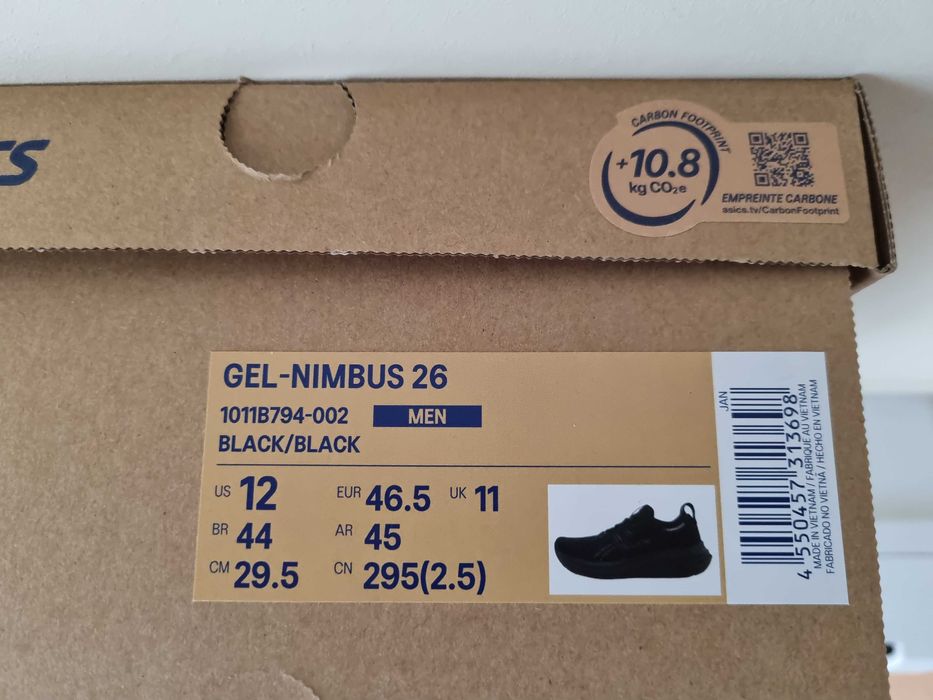 CARBON FOOTPRINT
+10.8
kg CO₂e
EMPREINTE CARBONE
asics.tv/CarbonFootprint
GEL-NIMBUS 26
1011B794-002 MEN
BLACK/BLACK
US 12 EUR 46.5 UK 11
BR 44 AR 45
CM 29.5 CN 295(2.5)
JAN
4 550457 313698
MADE IN VIETNAM / FABRIQUÉ AU VIETNAM
FABRICADO NO VIETNÃ / HECHO EN VIETNAM